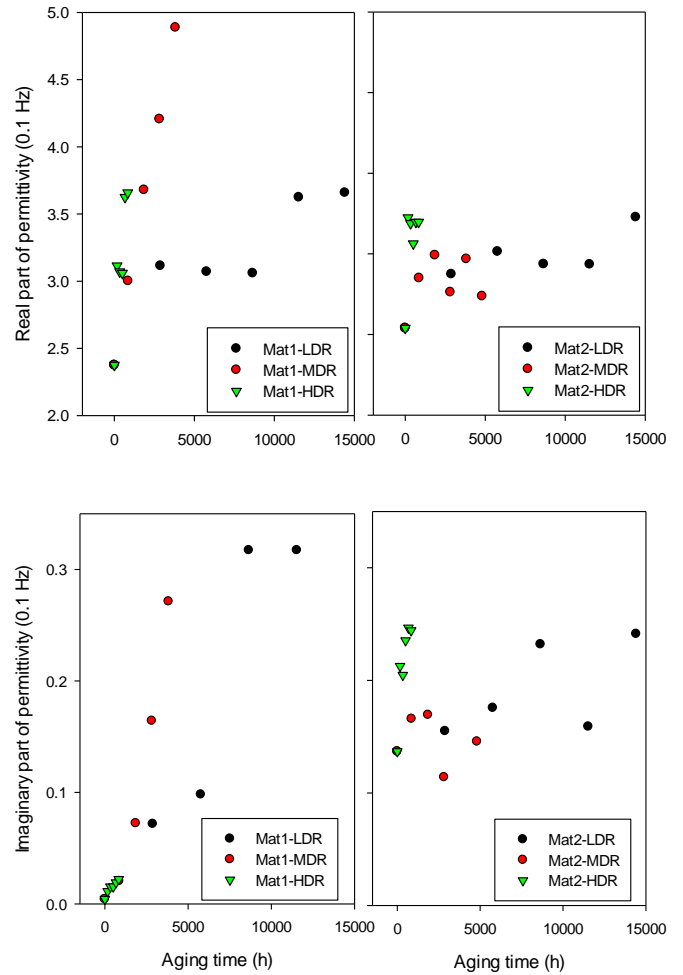 Real part of permittivity (0.1 Hz)
5.0
4.5
4.0
3.5
3.0
2.5
2.0
Mat1-LDR
Mat1-MDR
Mat1-HDR
0 5000 10000 15000
Mat2-LDR
Mat2-MDR
Mat2-HDR
0 5000 10000 15000
Imaginary part of permittivity (0.1 Hz)
0.3
0.2
0.1
0.0
Mat1-LDR
Mat1-MDR
Mat1-HDR
0 5000 10000 15000
Aging time (h)
Mat2-LDR
Mat2-MDR
Mat2-HDR
0 5000 10000 15000
Aging time (h)